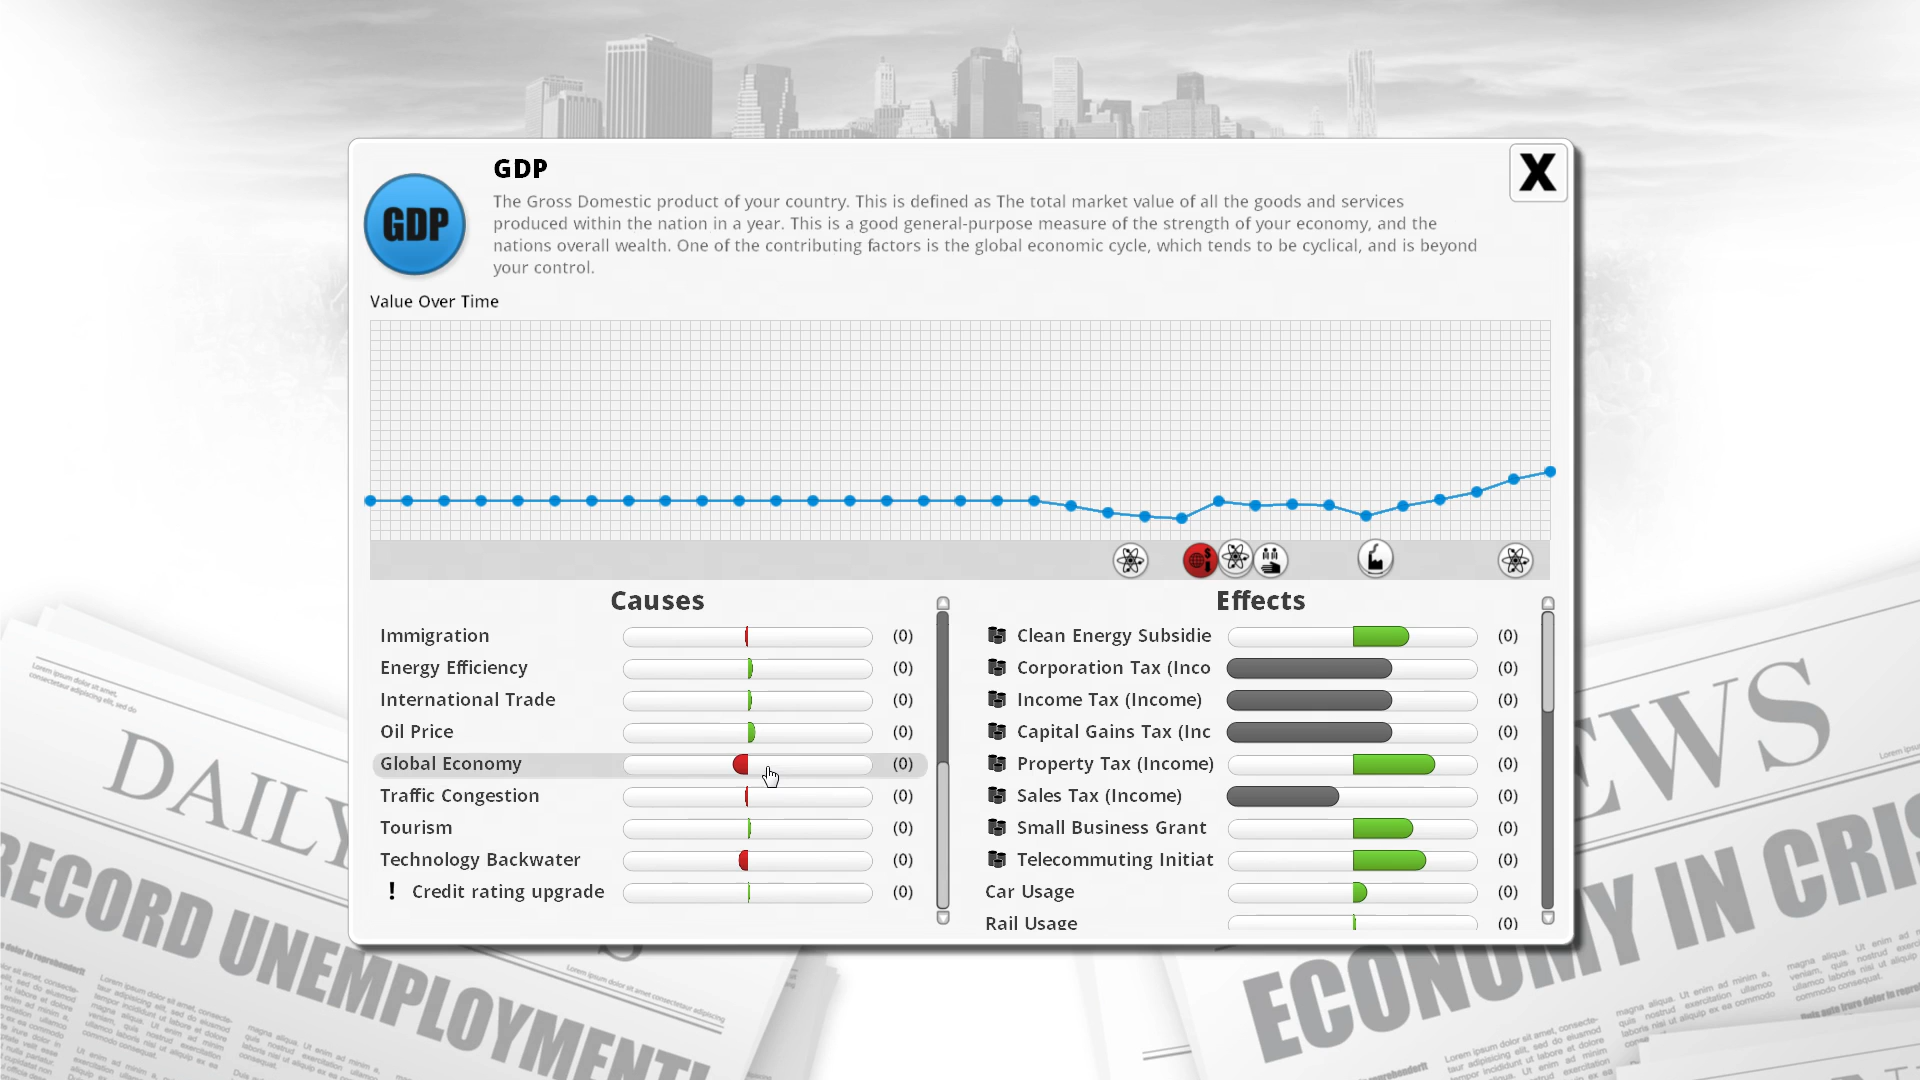 GDP
GDP
The Gross Domestic product of your country. This is defined as The total market value of all the goods and services
produced within the nation in a year. This is a good general-purpose measure of the strength of your economy, and the
nations overall wealth. One of the contributing factors is the global economic cycle, which tends to be cyclical, and is beyond
your control.
X
Value Over Time
Causes
Immigration (0)
Energy Efficiency (0)
International Trade (0)
Oil Price (0)
Global Economy (0)
Traffic Congestion (0)
Tourism (0)
Technology Backwater (0)
! Credit rating upgrade (0)
Effects
Clean Energy Subsidie (0)
Corporation Tax (Inco (0)
Income Tax (Income) (0)
Capital Gains Tax (Inc (0)
Property Tax (Income) (0)
Sales Tax (Income) (0)
Small Business Grant (0)
Telecommuting Initiat (0)
Car Usage (0)
Rail Usage (0)
DAILY
RECORD UNEMPLOYMENT!
EWS
ECONOMY IN CRIS